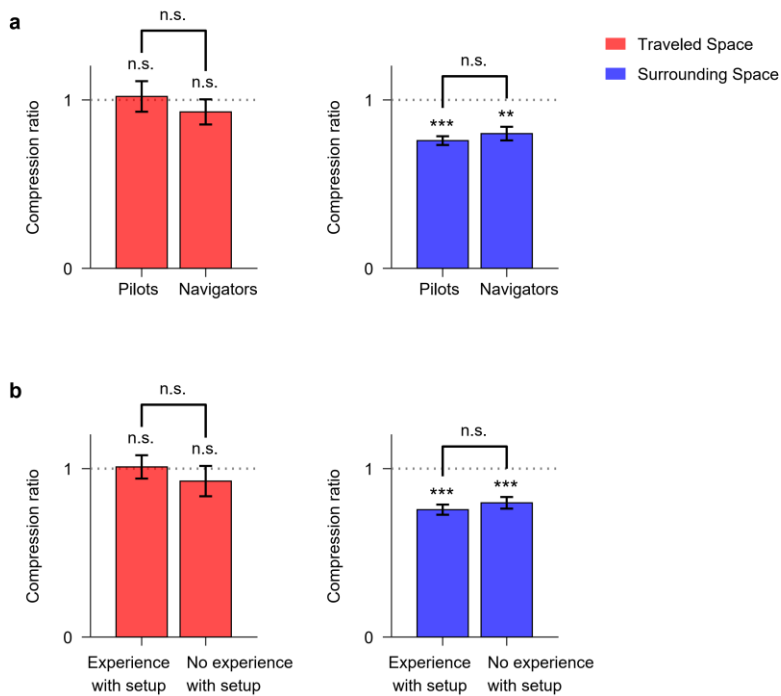 a
n.s.
n.s.
n.s.
Compression ratio
1
0
Pilots
Navigators
n.s.
***
**
Compression ratio
1
0
Pilots
Navigators
Traveled Space
Surrounding Space
b
n.s.
n.s.
n.s.
Compression ratio
1
0
Experience
with setup
No experience
with setup
n.s.
***
***
Compression ratio
1
0
Experience
with setup
No experience
with setup